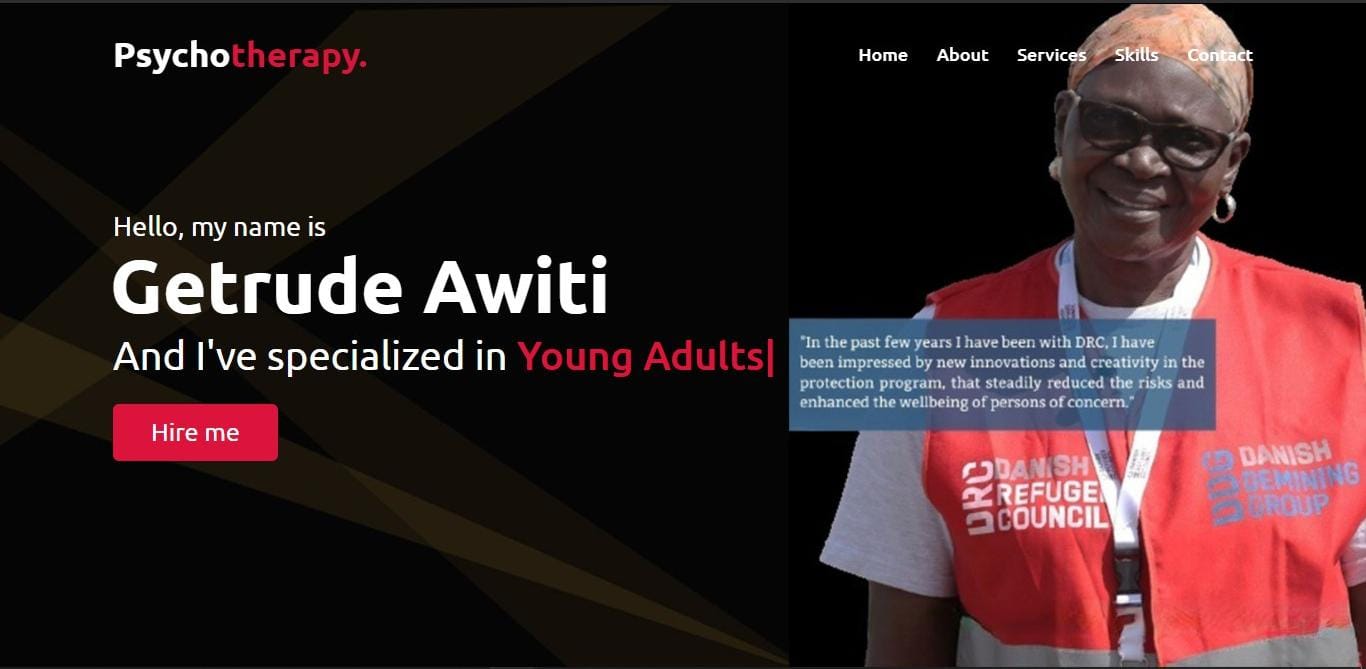 Psychotherapy.
Home About Services Skills Contact
Hello, my name is
Getrude Awiti
And I've specialized in Young Adults|
Hire me
"In the past few years I have been with DRC, I have
been impressed by new innovations and creativity in the
protection program, that steadily reduced the risks and
enhanced the wellbeing of persons of concern."
DRC
DANISH
REFUGEE
COUNCIL
DDG
DANISH
DEMINING
GROUP